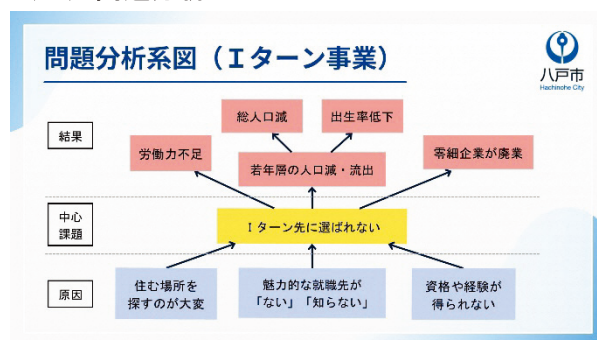 問題分析系図(Ｉターン事業)
八戸市
Hachinohe City
結果
総人口減
出生率低下
労働力不足
若年層の人口減・流出
零細企業が廃業
中心
課題
Ｉターン先に選ばれない
原因
住む場所を
探すのが大変
魅力的な就職先が
「ない」「知らない」
資格や経験が
得られない